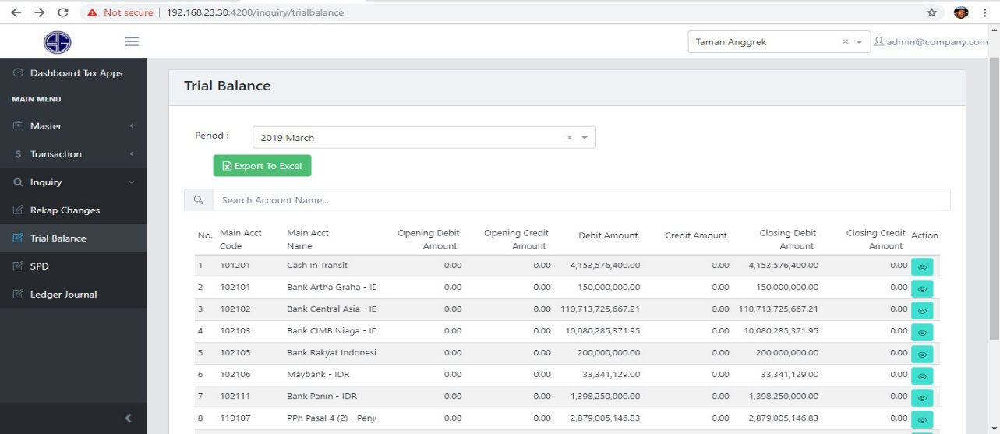 Not secure | 192.168.23.30:4200/inquiry/trialbalance
Taman Anggrek
admin@company.com
Dashboard Tax Apps
MAIN MENU
Master
Transaction
Inquiry
Rekap Changes
Trial Balance
SPD
Ledger Journal
Trial Balance
Period :
2019 March
Export To Excel
Search Account Name...
No. Main Acct Code Main Acct Name Opening Debit Amount Opening Credit Amount Debit Amount Credit Amount Closing Debit Amount Closing Credit Amount Action
1 101201 Cash In Transit 0.00 0.00 4,153,576,400.00 0.00 4,153,576,400.00 0.00
2 102101 Bank Artha Graha - ID 0.00 0.00 150,000,000.00 0.00 150,000,000.00 0.00
3 102102 Bank Central Asia - ID 0.00 0.00 110,713,725,667.21 0.00 110,713,725,667.21 0.00
4 102103 Bank CIMB Niaga - ID 0.00 0.00 10,080,285,371.95 0.00 10,080,285,371.95 0.00
5 102105 Bank Rakyat Indonesi 0.00 0.00 200,000,000.00 0.00 200,000,000.00 0.00
6 102106 Maybank - IDR 0.00 0.00 33,341,129.00 0.00 33,341,129.00 0.00
7 102111 Bank Panin - IDR 0.00 0.00 1,398,250,000.00 0.00 1,398,250,000.00 0.00
8 110107 PPh Pasal 4 (2) - Penju 0.00 0.00 2,879,005,146.83 0.00 2,879,005,146.83 0.00